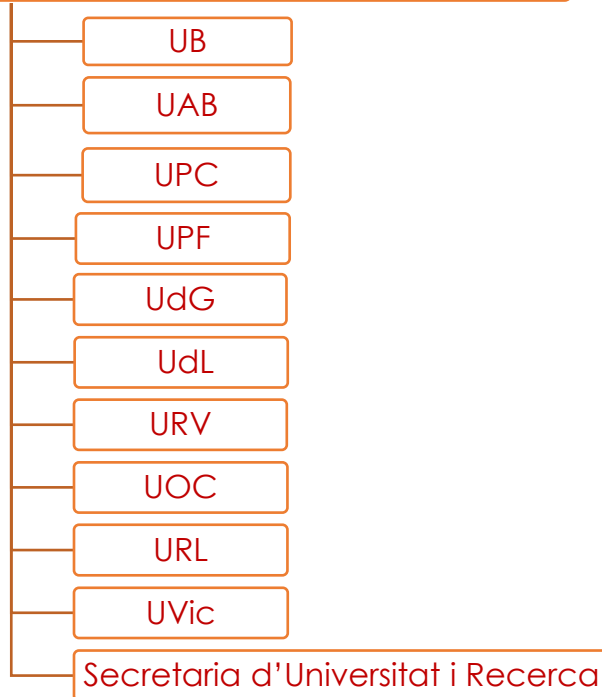 UB
UAB
UPC
UPF
UdG
UdL
URV
UOC
URL
UVic
Secretaria d’Universitat i Recerca